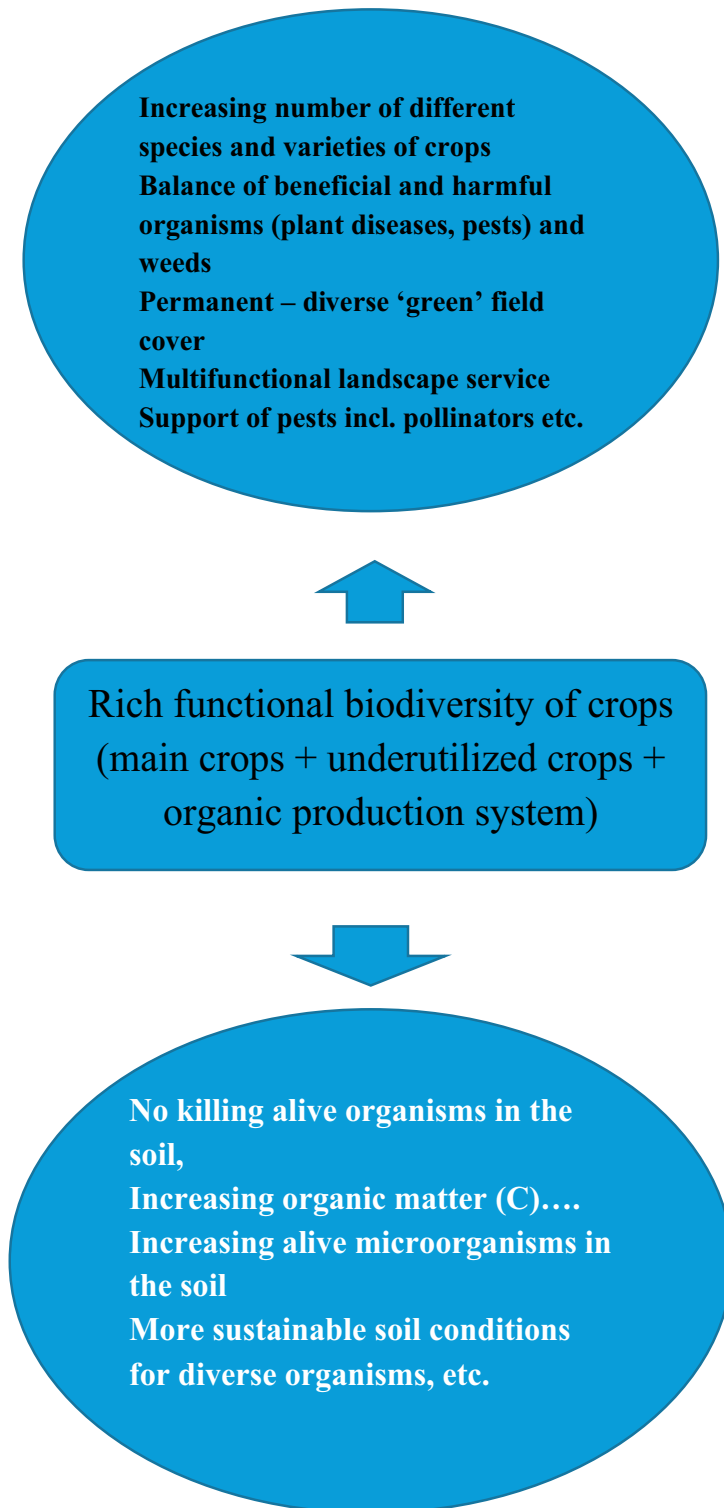 Increasing number of different
species and varieties of crops
Balance of beneficial and harmful
organisms (plant diseases, pests) and
weeds
Permanent – diverse ‘green’ field
cover
Multifunctional landscape service
Support of pests incl. pollinators etc.
Rich functional biodiversity of crops
(main crops + underutilized crops +
organic production system)
No killing alive organisms in the
soil,
Increasing organic matter (C)….
Increasing alive microorganisms in
the soil
More sustainable soil conditions
for diverse organisms, etc.